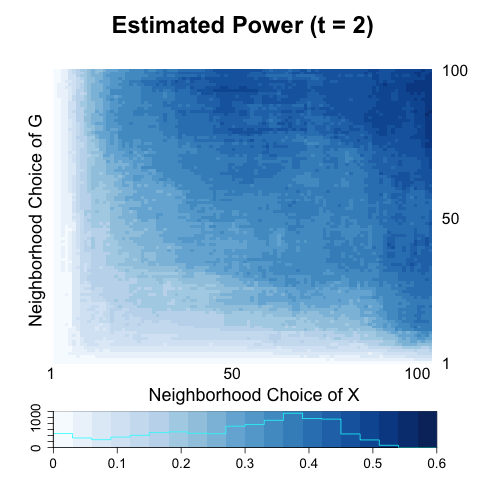 Estimated Power (t = 2)
Neighborhood Choice of G
100
50
1
1 50 100
Neighborhood Choice of X
0 1000
0 0.1 0.2 0.3 0.4 0.5 0.6